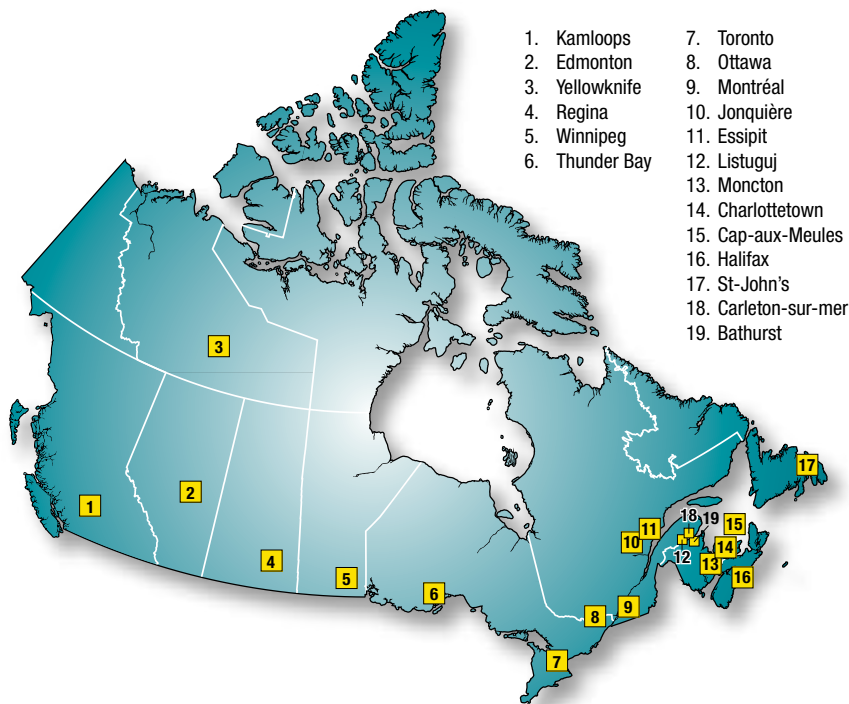 1. Kamloops
2. Edmonton
3. Yellowknife
4. Regina
5. Winnipeg
6. Thunder Bay
7. Toronto
8. Ottawa
9. Montréal
10. Jonquière
11. Essipit
12. Listuguj
13. Moncton
14. Charlottetown
15. Cap-aux-Meules
16. Halifax
17. St-John's
18. Carleton-sur-mer
19. Bathurst
3
17
2
1
18
19
15
11
10
12
14
4
13
5
16
6
9
8
7